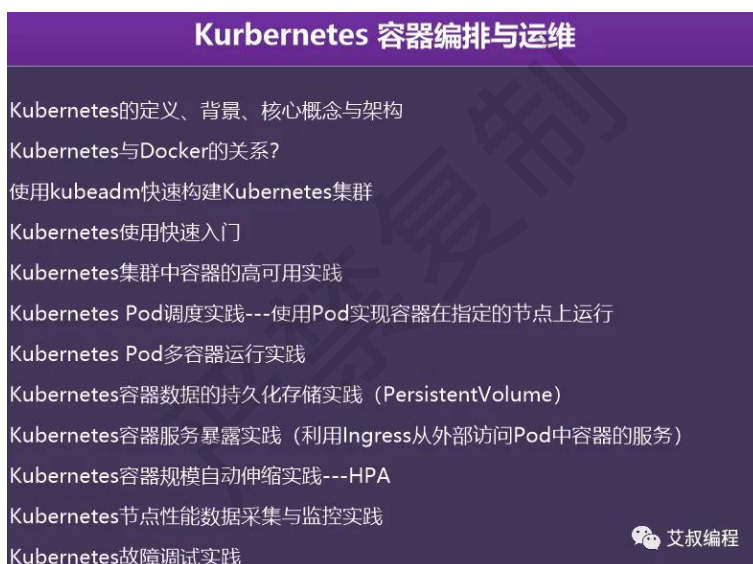 Kurbernetes 容器编排与运维
Kubernetes的定义、背景、核心概念与架构
Kubernetes与Docker的关系?
使用kubeadm快速构建Kubernetes集群
Kubernetes使用快速入门
Kubernetes集群中容器的高可用实践
Kubernetes Pod调度实践---使用Pod实现容器在指定的节点上运行
Kubernetes Pod多容器运行实践
Kubernetes容器数据的持久化存储实践（PersistentVolume）
Kubernetes容器服务暴露实践（利用Ingress从外部访问Pod中容器的服务）
Kubernetes容器规模自动伸缩实践---HPA
Kubernetes节点性能数据采集与监控实践
Kubernetes故障调试实践
艾叔编程
严禁复制